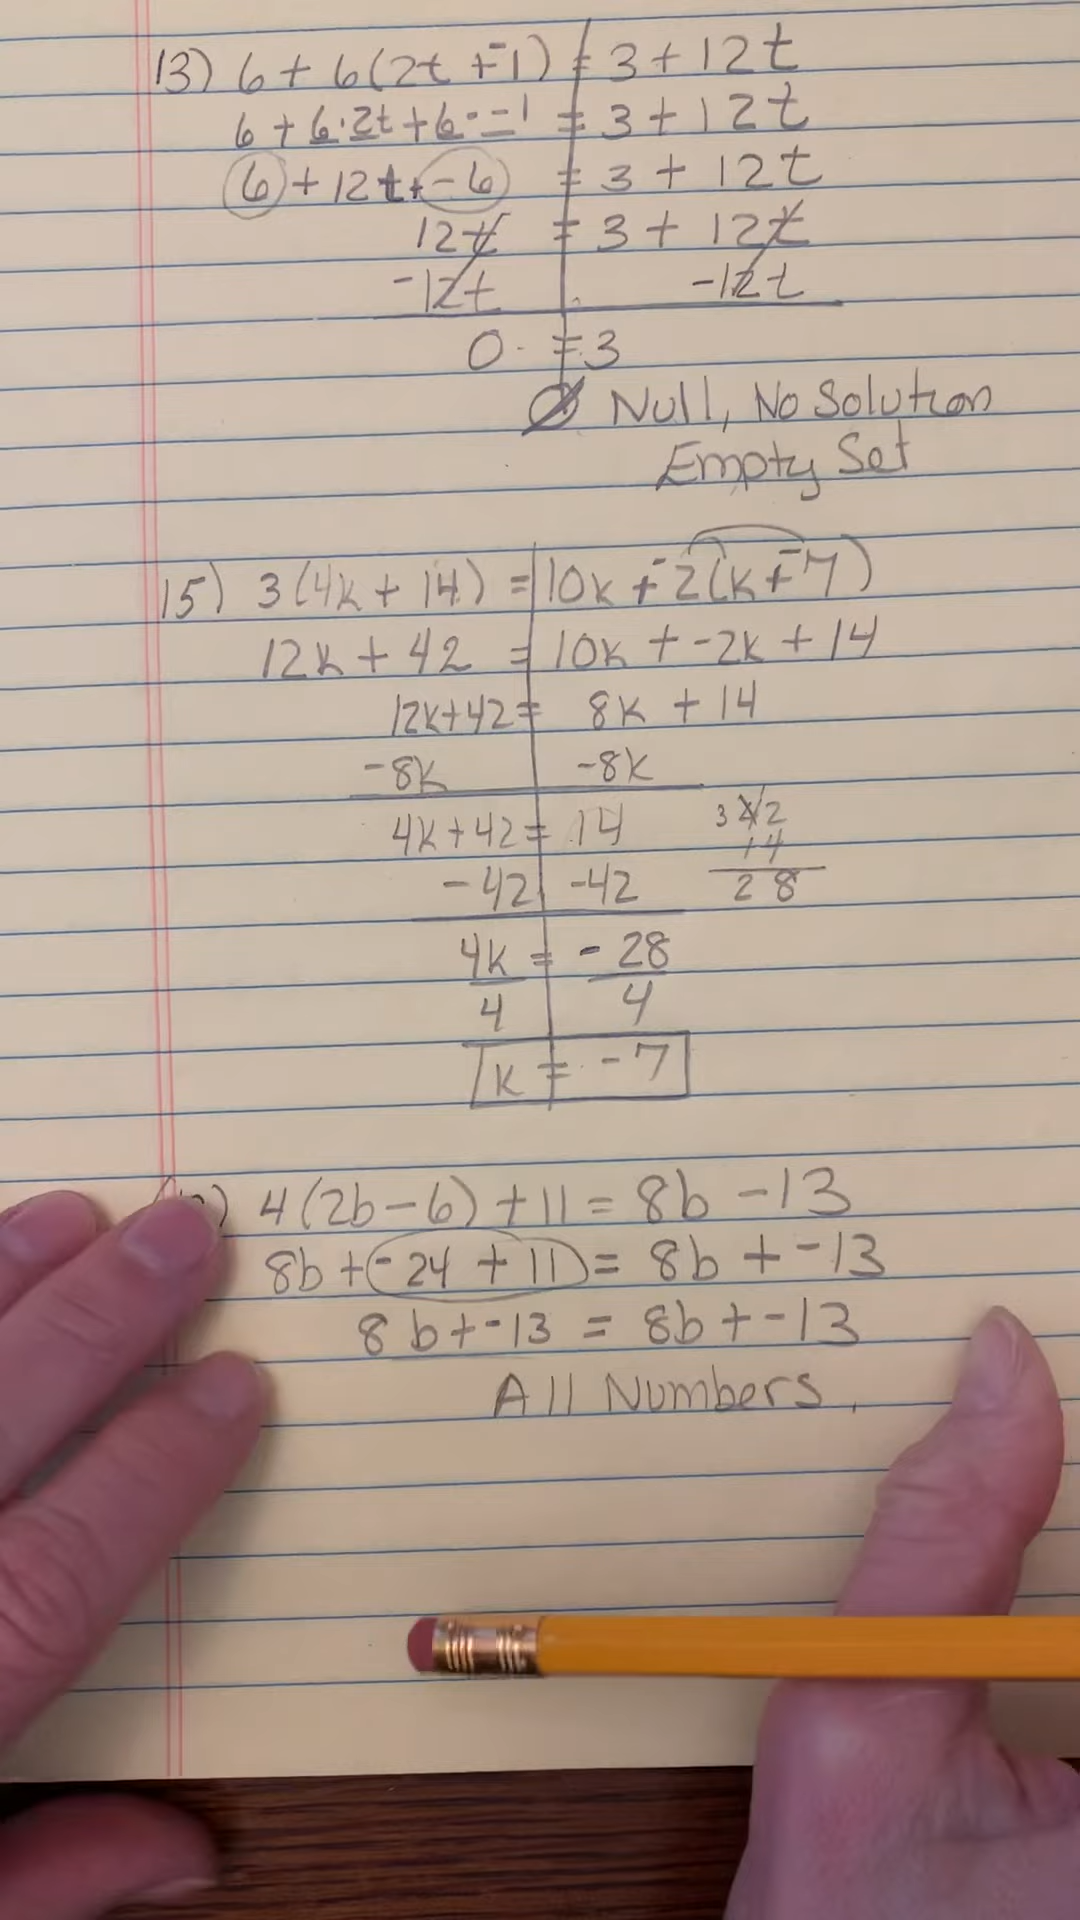 13) 6 + 6(2t + -1) = 3 + 12t
6 + 6·2t + 6·-1 = 3 + 12t
6 + 12t + -6 = 3 + 12t
12t = 3 + 12t
-12t -12t
0 = 3
∅ Null, No Solution
Empty Set
15) 3(4k + 14) = 10k + -2(k + -7)
12k + 42 = 10k + -2k + 14
12k + 42 = 8k + 14
-8k -8k
4k + 42 = 14
-42 -42
3 4 12
14
28
4k = -28
4 4
k = -7
) 4(2b - 6) + 11 = 8b - 13
8b + -24 + 11 = 8b + -13
8b + -13 = 8b + -13
All Numbers